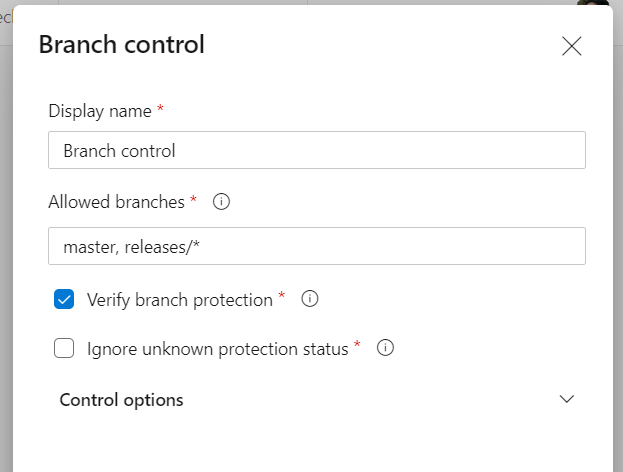 Branch control
Display name *
Branch control
Allowed branches *
master, releases/*
Verify branch protection *
Ignore unknown protection status *
Control options